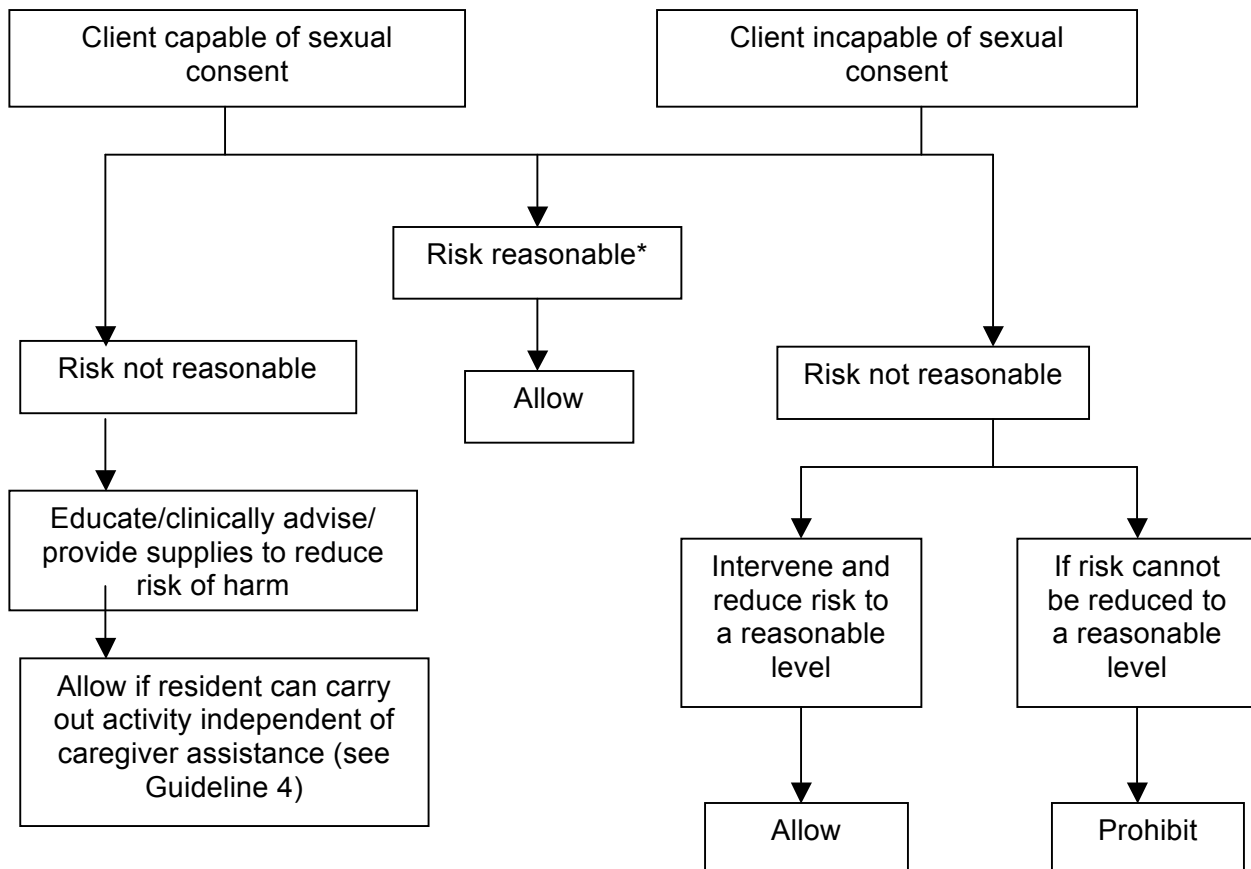 Client capable of sexual
consent
Client incapable of sexual
consent
Risk reasonable*
Allow
Risk not reasonable
Educate/clinically advise/
provide supplies to reduce
risk of harm
Allow if resident can carry
out activity independent of
caregiver assistance (see
Guideline 4)
Risk not reasonable
Intervene and
reduce risk to
a reasonable
level
Allow
If risk cannot
be reduced to
a reasonable
level
Prohibit